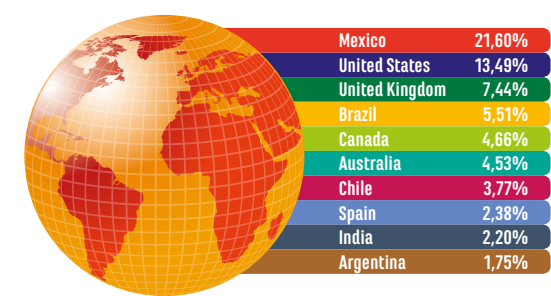 Mexico 21,60%
United States 13,49%
United Kingdom 7,44%
Brazil 5,51%
Canada 4,66%
Australia 4,53%
Chile 3,77%
Spain 2,38%
India 2,20%
Argentina 1,75%